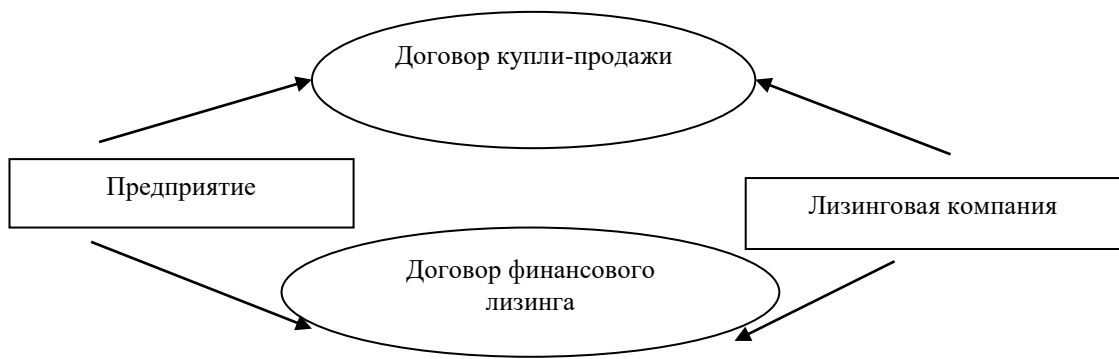 Договор купли-продажи
Предприятие
Лизинговая компания
Договор финансового
лизинга